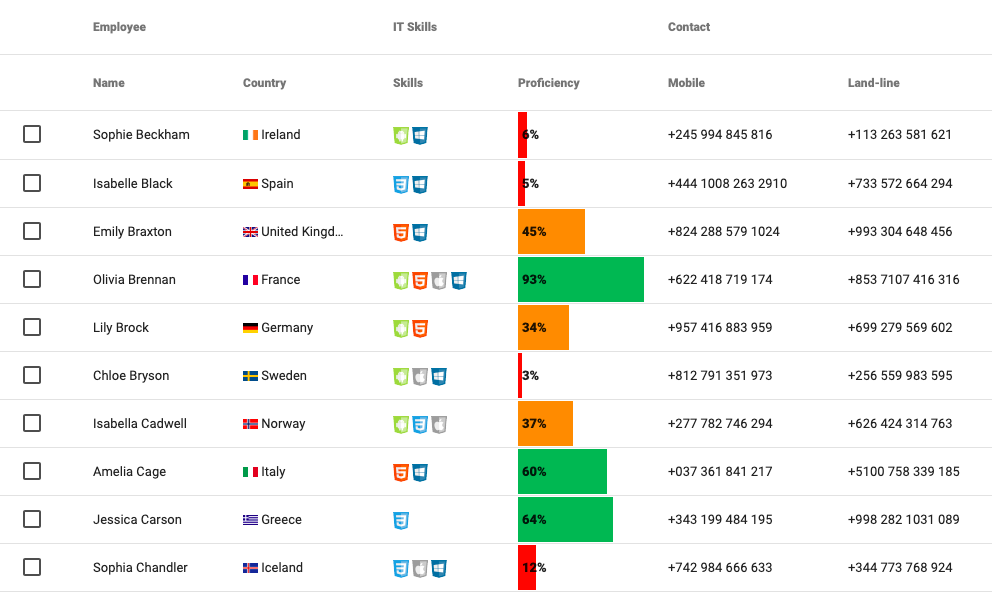 Employee IT Skills Contact
Name Country Skills Proficiency Mobile Land-line
Sophie Beckham Ireland 6% +245 994 845 816 +113 263 581 621
Isabelle Black Spain 5% +444 1008 263 2910 +733 572 664 294
Emily Braxton United Kingd... 45% +824 288 579 1024 +993 304 648 456
Olivia Brennan France 93% +622 418 719 174 +853 7107 416 316
Lily Brock Germany 34% +957 416 883 959 +699 279 569 602
Chloe Bryson Sweden 3% +812 791 351 973 +256 559 983 595
Isabella Cadwell Norway 37% +277 782 746 294 +626 424 314 763
Amelia Cage Italy 60% +037 361 841 217 +5100 758 339 185
Jessica Carson Greece 64% +343 199 484 195 +998 282 1031 089
Sophia Chandler Iceland 12% +742 984 666 633 +344 773 768 924